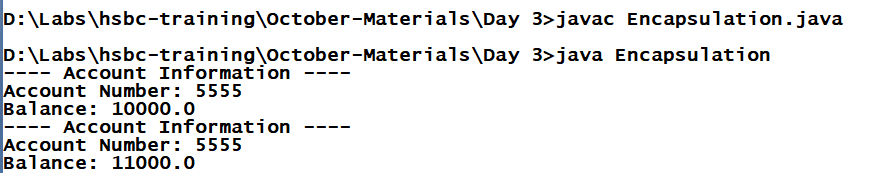 D:\Labs\hsbc-training\October-Materials\Day 3>javac Encapsulation.java
D:\Labs\hsbc-training\October-Materials\Day 3>java Encapsulation
---- Account Information ----
Account Number: 5555
Balance: 10000.0
---- Account Information ----
Account Number: 5555
Balance: 11000.0